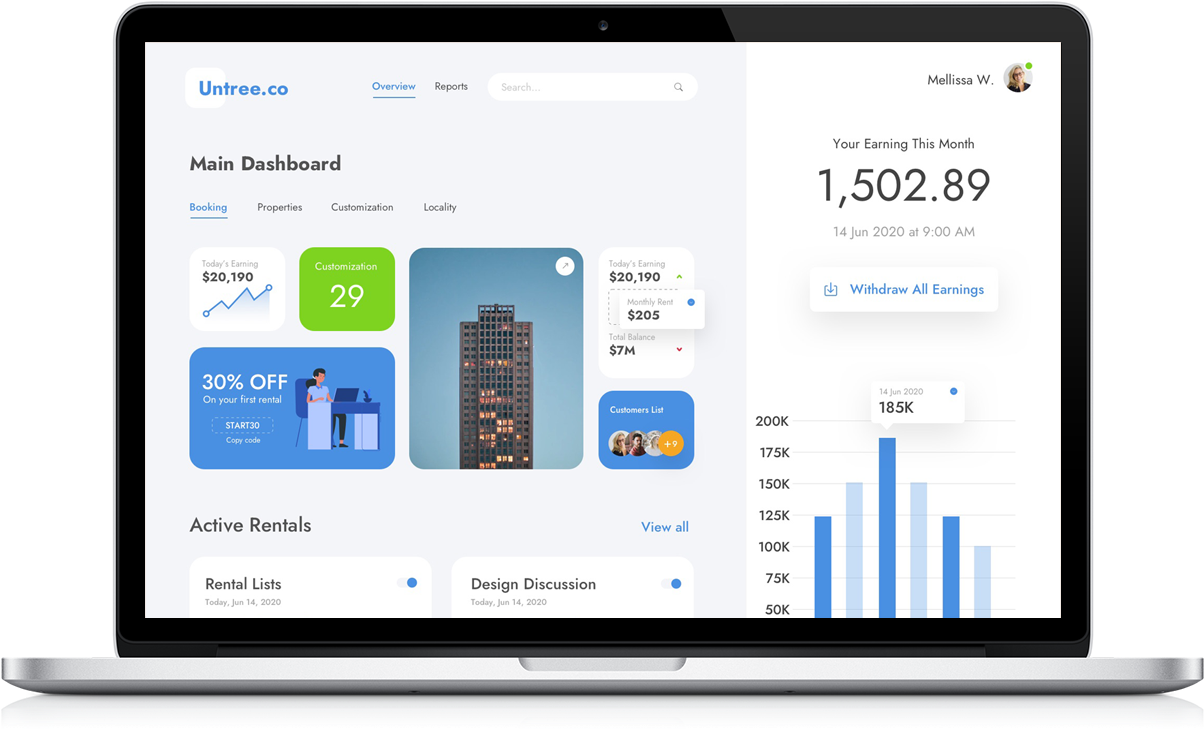 Untree.co
Overview
Reports
Search...
Mellissa W.
Main Dashboard
Booking
Properties
Customization
Locality
Today's Earning
$20,190
Customization
29
30% OFF
On your first rental
START30
Copy code
Today's Earning
$20,190
Monthly Rent
$205
Total Balance
$7M
Customers List
+9
Active Rentals
View all
Rental Lists
Today, Jun 14, 2020
Design Discussion
Today, Jun 14, 2020
Your Earning This Month
1,502.89
14 Jun 2020 at 9:00 AM
Withdraw All Earnings
14 Jun 2020
185K
200K
175K
150K
125K
100K
75K
50K